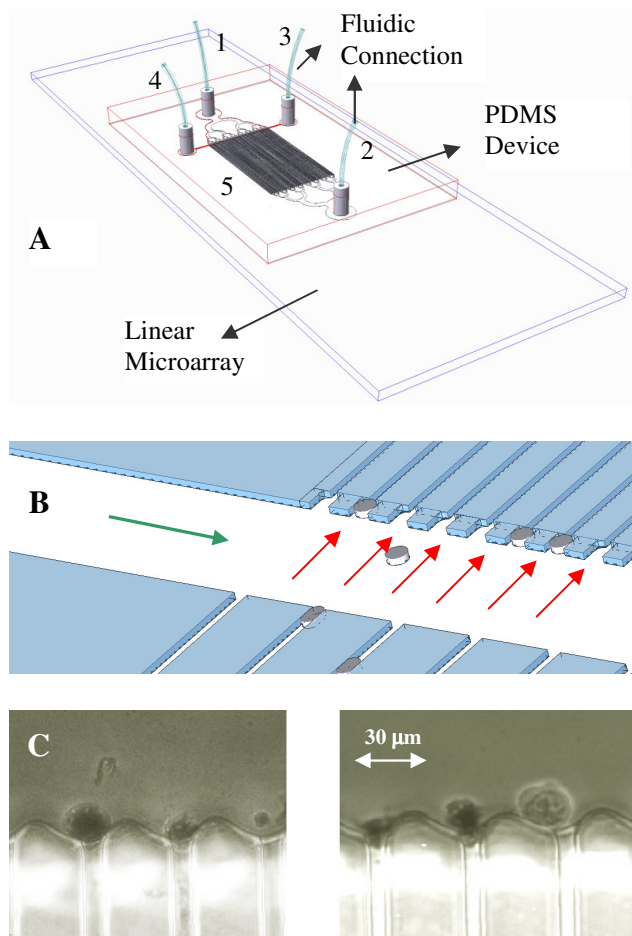 1
3
Fluidic
Connection
4
2
PDMS
Device
5
A
Linear
Microarray
B
C
30 µm